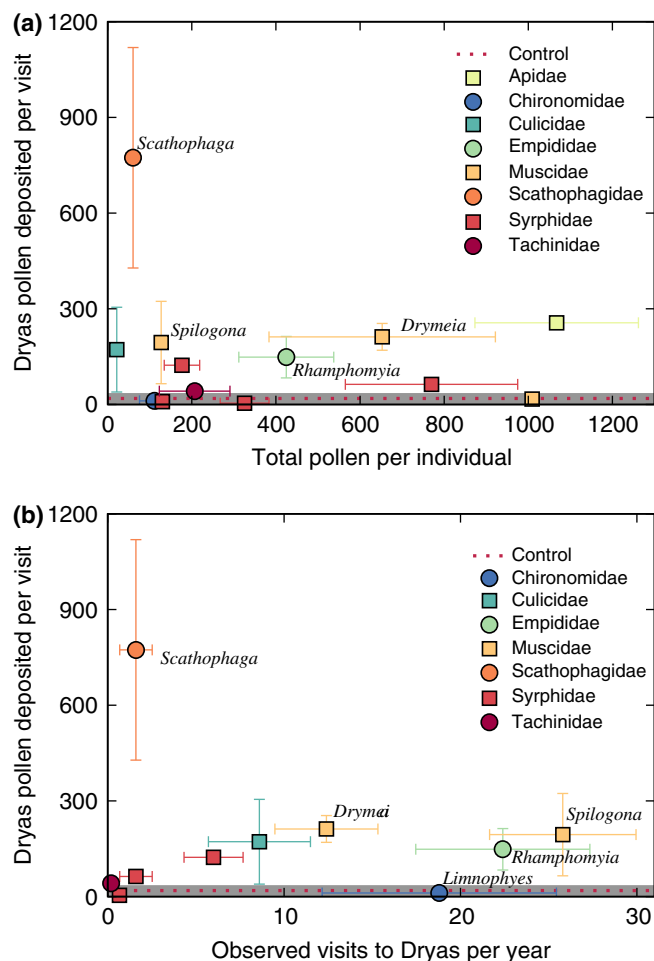 (a)
1200
900
600
300
0
Dryas pollen deposited per visit
Control
Apidae
Chironomidae
Culicidae
Empididae
Muscidae
Scathophagidae
Syrphidae
Tachinidae
Scathophaga
Spilogona
Drymeia
Rhamphomyia
0 200 400 600 800 1000 1200
Total pollen per individual
(b)
1200
900
600
300
0
Dryas pollen deposited per visit
Control
Chironomidae
Culicidae
Empididae
Muscidae
Scathophagidae
Syrphidae
Tachinidae
Scathophaga
Drymeai
Spilogona
Rhamphomyia
Limnophyes
0 10 20 30
Observed visits to Dryas per year